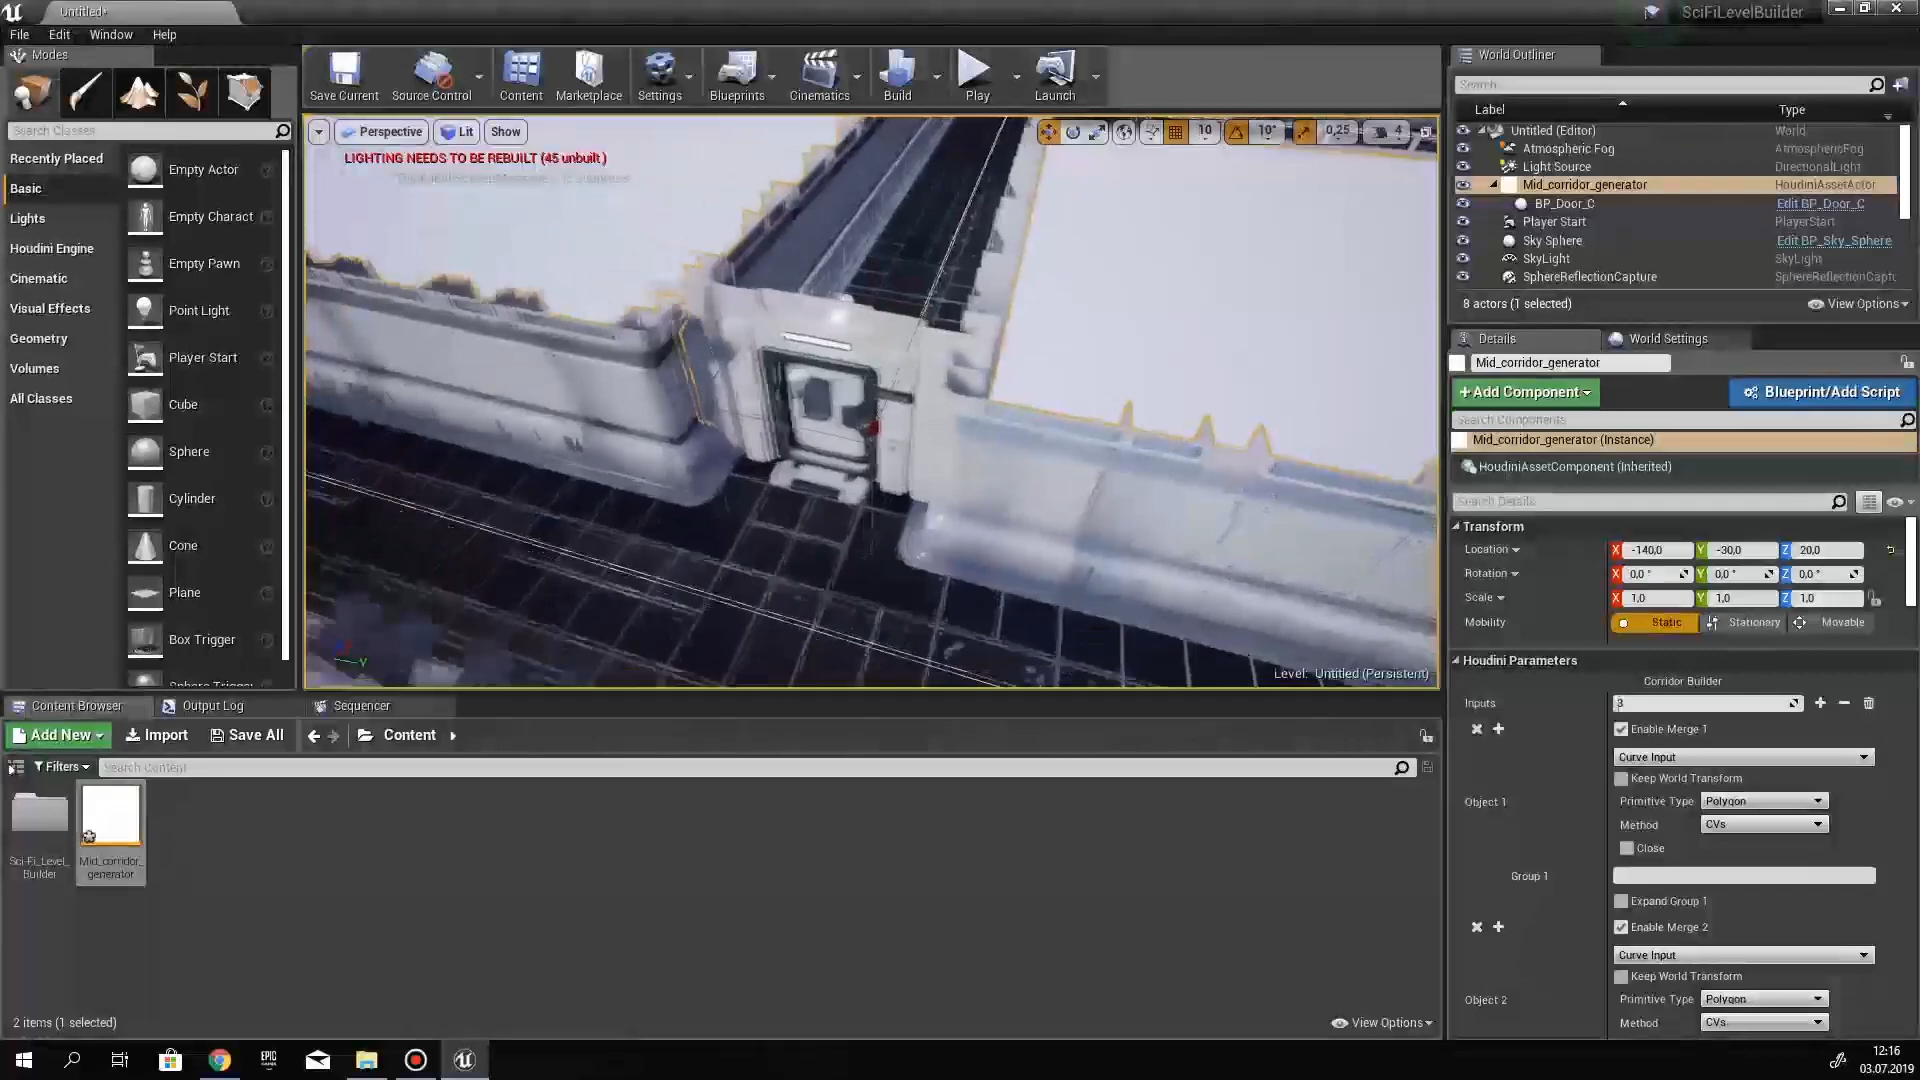 Untitled*
SciFiLevelBuilder
File Edit Window Help
Modes
Search Classes
Recently Placed
Basic
Lights
Houdini Engine
Cinematic
Visual Effects
Geometry
Volumes
All Classes
Empty Actor
Empty Charact
Empty Pawn
Point Light
Player Start
Cube
Sphere
Cylinder
Cone
Plane
Box Trigger
Sphere Trigger
Save Current
Source Control
Content
Marketplace
Settings
Blueprints
Cinematics
Build
Play
Launch
Perspective
Lit
Show
10
10°
0,25
4
LIGHTING NEEDS TO BE REBUILT (45 unbuilt)
Level: Untitled (Persistent)
World Outliner
Search
Label Type
Untitled (Editor) World
Atmospheric Fog AtmosphericFog
Light Source DirectionalLight
Mid_corridor_generator HoudiniAssetActor
BP_Door_C Edit BP_Door_C
Player Start PlayerStart
Sky Sphere Edit BP_Sky_Sphere
SkyLight SkyLight
SphereReflectionCapture SphereReflectionCapt
8 actors (1 selected)
View Options
Details
World Settings
Mid_corridor_generator
+Add Component
Blueprint/Add Script
Search Components
Mid_corridor_generator (Instance)
HoudiniAssetComponent (Inherited)
Search Details
Transform
Location X -140,0 Y -30,0 Z 20,0
Rotation X 0,0 ° Y 0,0 ° Z 0,0 °
Scale X 1,0 Y 1,0 Z 1,0
Mobility Static Stationary Movable
Houdini Parameters
Corridor Builder
Inputs 3
Enable Merge 1
Curve Input
Keep World Transform
Object 1
Primitive Type Polygon
Method CVs
Close
Group 1
Expand Group 1
Enable Merge 2
Curve Input
Keep World Transform
Object 2
Primitive Type Polygon
Method CVs
Content Browser
Output Log
Sequencer
Add New
Import
Save All
Content
Filters
Search Content
Sci-Fi_Level_
Builder
Mid_corridor_
generator
2 items (1 selected)
View Options
EPIC
GAMES
12:16
03.07.2019